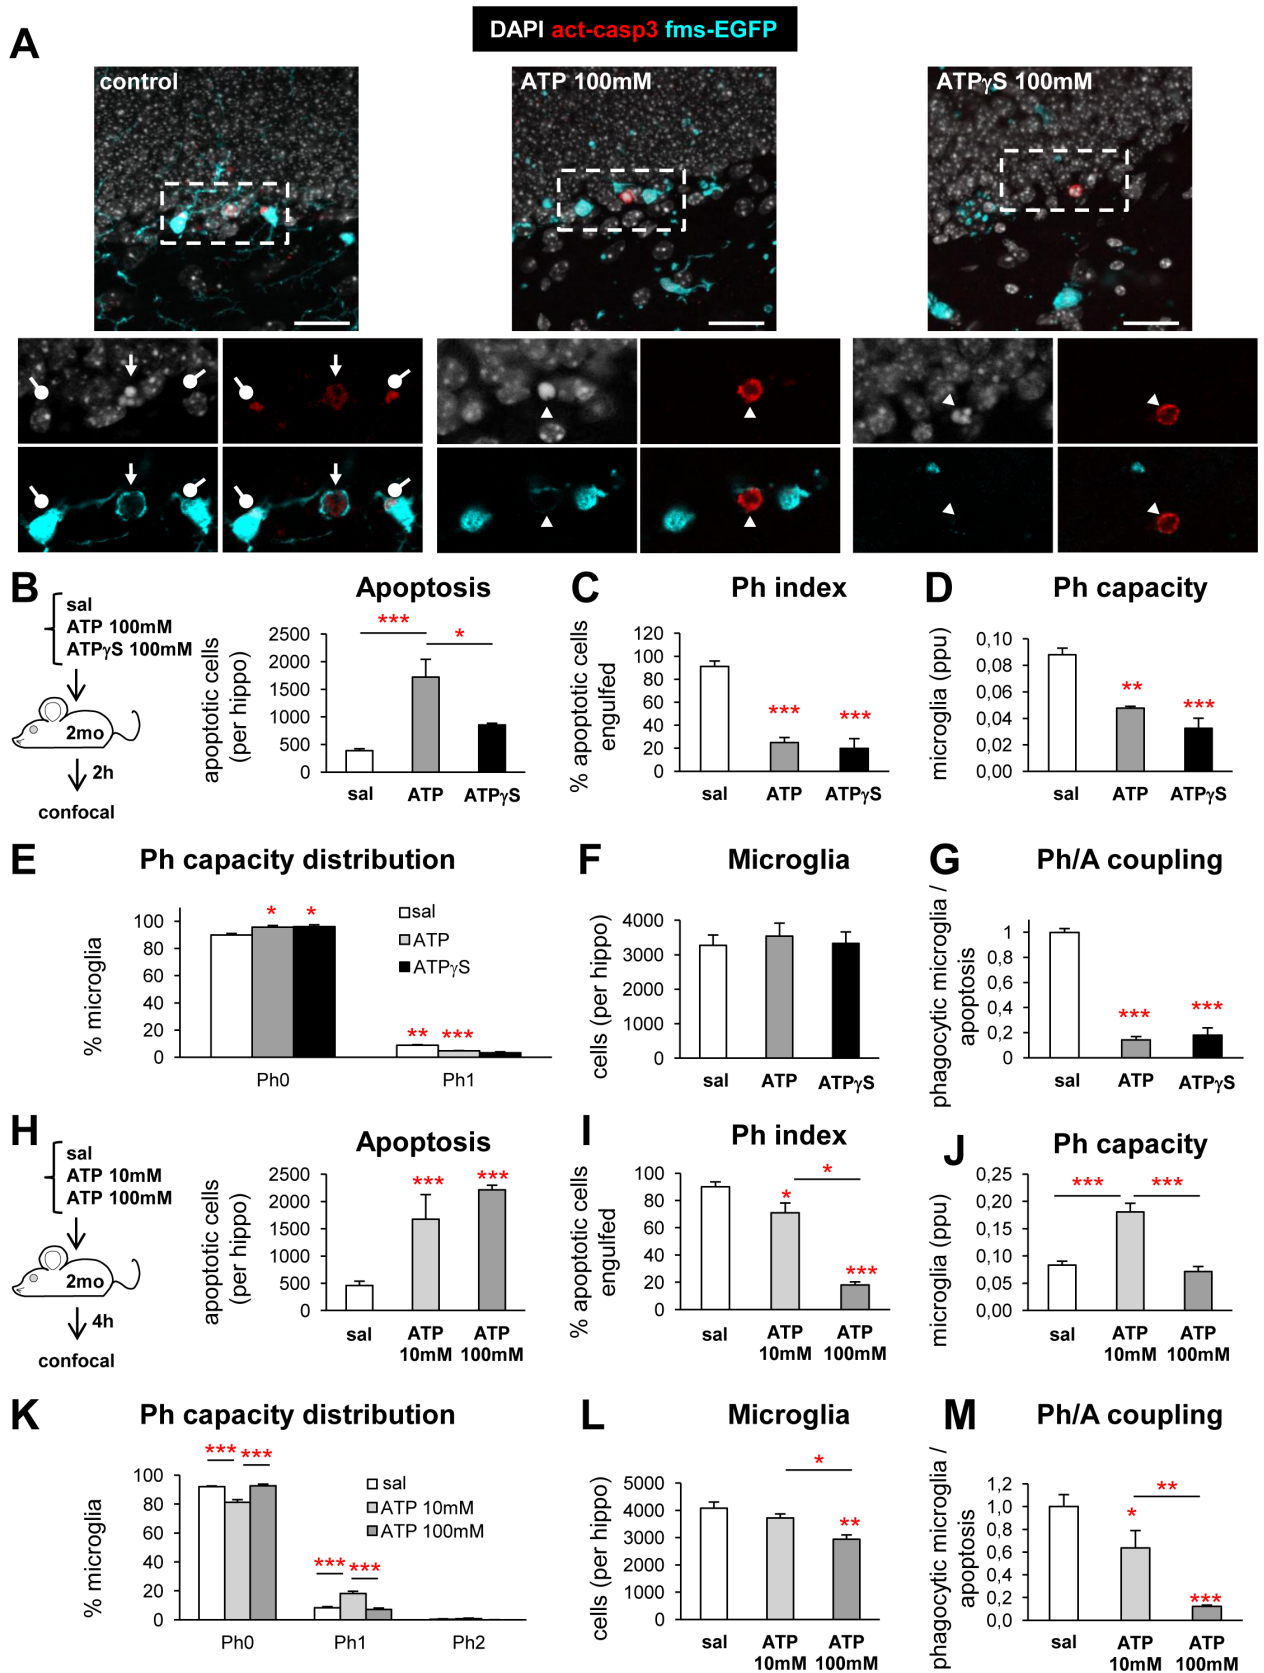 DAPI act-casp3 fms-EGFP
A
control
ATP 100mM
ATPγS 100mM
B
sal
ATP 100mM
ATPγS 100mM
2mo
2h
confocal
Apoptosis
apoptotic cells
(per hippo)
2500
2000
1500
1000
500
0
***
*
sal
ATP
ATPγS
C
Ph index
% apoptotic cells
engulfed
120
100
80
60
40
20
0
***
***
sal
ATP
ATPγS
D
Ph capacity
microglia (ppu)
0,10
0,08
0,06
0,04
0,02
0,00
**
***
sal
ATP
ATPγS
E
Ph capacity distribution
% microglia
100
80
60
40
20
0
*
*
**
***
sal
ATP
ATPγS
Ph0
Ph1
F
Microglia
cells (per hippo)
4000
3000
2000
1000
0
sal
ATP
ATPγS
G
Ph/A coupling
phagocytic microglia /
apoptosis
1
0,8
0,6
0,4
0,2
0
***
***
sal
ATP
ATPγS
H
sal
ATP 10mM
ATP 100mM
2mo
4h
confocal
Apoptosis
apoptotic cells
(per hippo)
2500
2000
1500
1000
500
0
***
***
sal
ATP
10mM
ATP
100mM
I
Ph index
% apoptotic cells
engulfed
100
80
60
40
20
0
*
*
***
sal
ATP
10mM
ATP
100mM
J
Ph capacity
microglia (ppu)
0,25
0,20
0,15
0,10
0,05
0,00
***
***
sal
ATP
10mM
ATP
100mM
K
Ph capacity distribution
% microglia
100
80
60
40
20
0
***
***
***
***
sal
ATP 10mM
ATP 100mM
Ph0
Ph1
Ph2
L
Microglia
cells (per hippo)
5000
4000
3000
2000
1000
0
*
**
sal
ATP
10mM
ATP
100mM
M
Ph/A coupling
phagocytic microglia /
apoptosis
1,2
1,0
0,8
0,6
0,4
0,2
0,0
*
**
***
sal
ATP
10mM
ATP
100mM